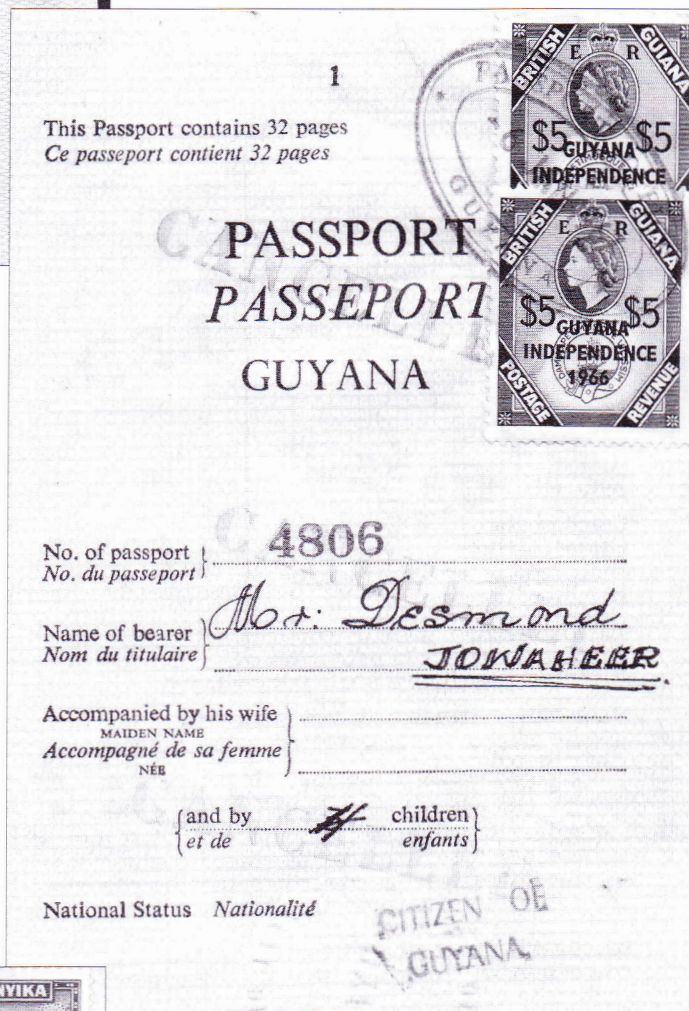 1
This Passport contains 32 pages
Ce passeport contient 32 pages
BRITISH GUIANA
E R
$5 $5
GUYANA
INDEPENDENCE
BRITISH GUIANA
E R
$5 $5
GUYANA
INDEPENDENCE
1966
POSTAGE REVENUE
PASSPORT
PASSEPORT
GUYANA
CANCELLED
No. of passport 4806
No. du passeport
CANCELLED
Name of bearer Mr: Desmond
Nom du titulaire JOWAHEER
Accompanied by his wife
MAIDEN NAME
Accompagné de sa femme
NÉE
CANCELLED
and by children
et de enfants
National Status Nationalité
CITIZEN OF
GUYANA
NYIKA